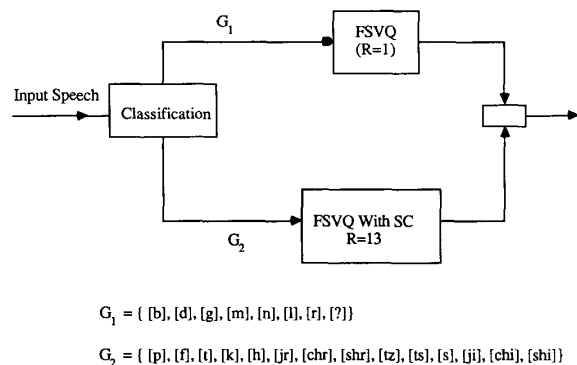 G1
FSVQ
(R=1)
Input Speech
Classification
FSVQ With SC
R=13
G2
G1 = { [b], [d], [g], [m], [n], [l], [r], [?]}
G2 = { [p], [f], [t], [k], [h], [jr], [chr], [shr], [tz], [ts], [s], [ji], [chi], [shi]}